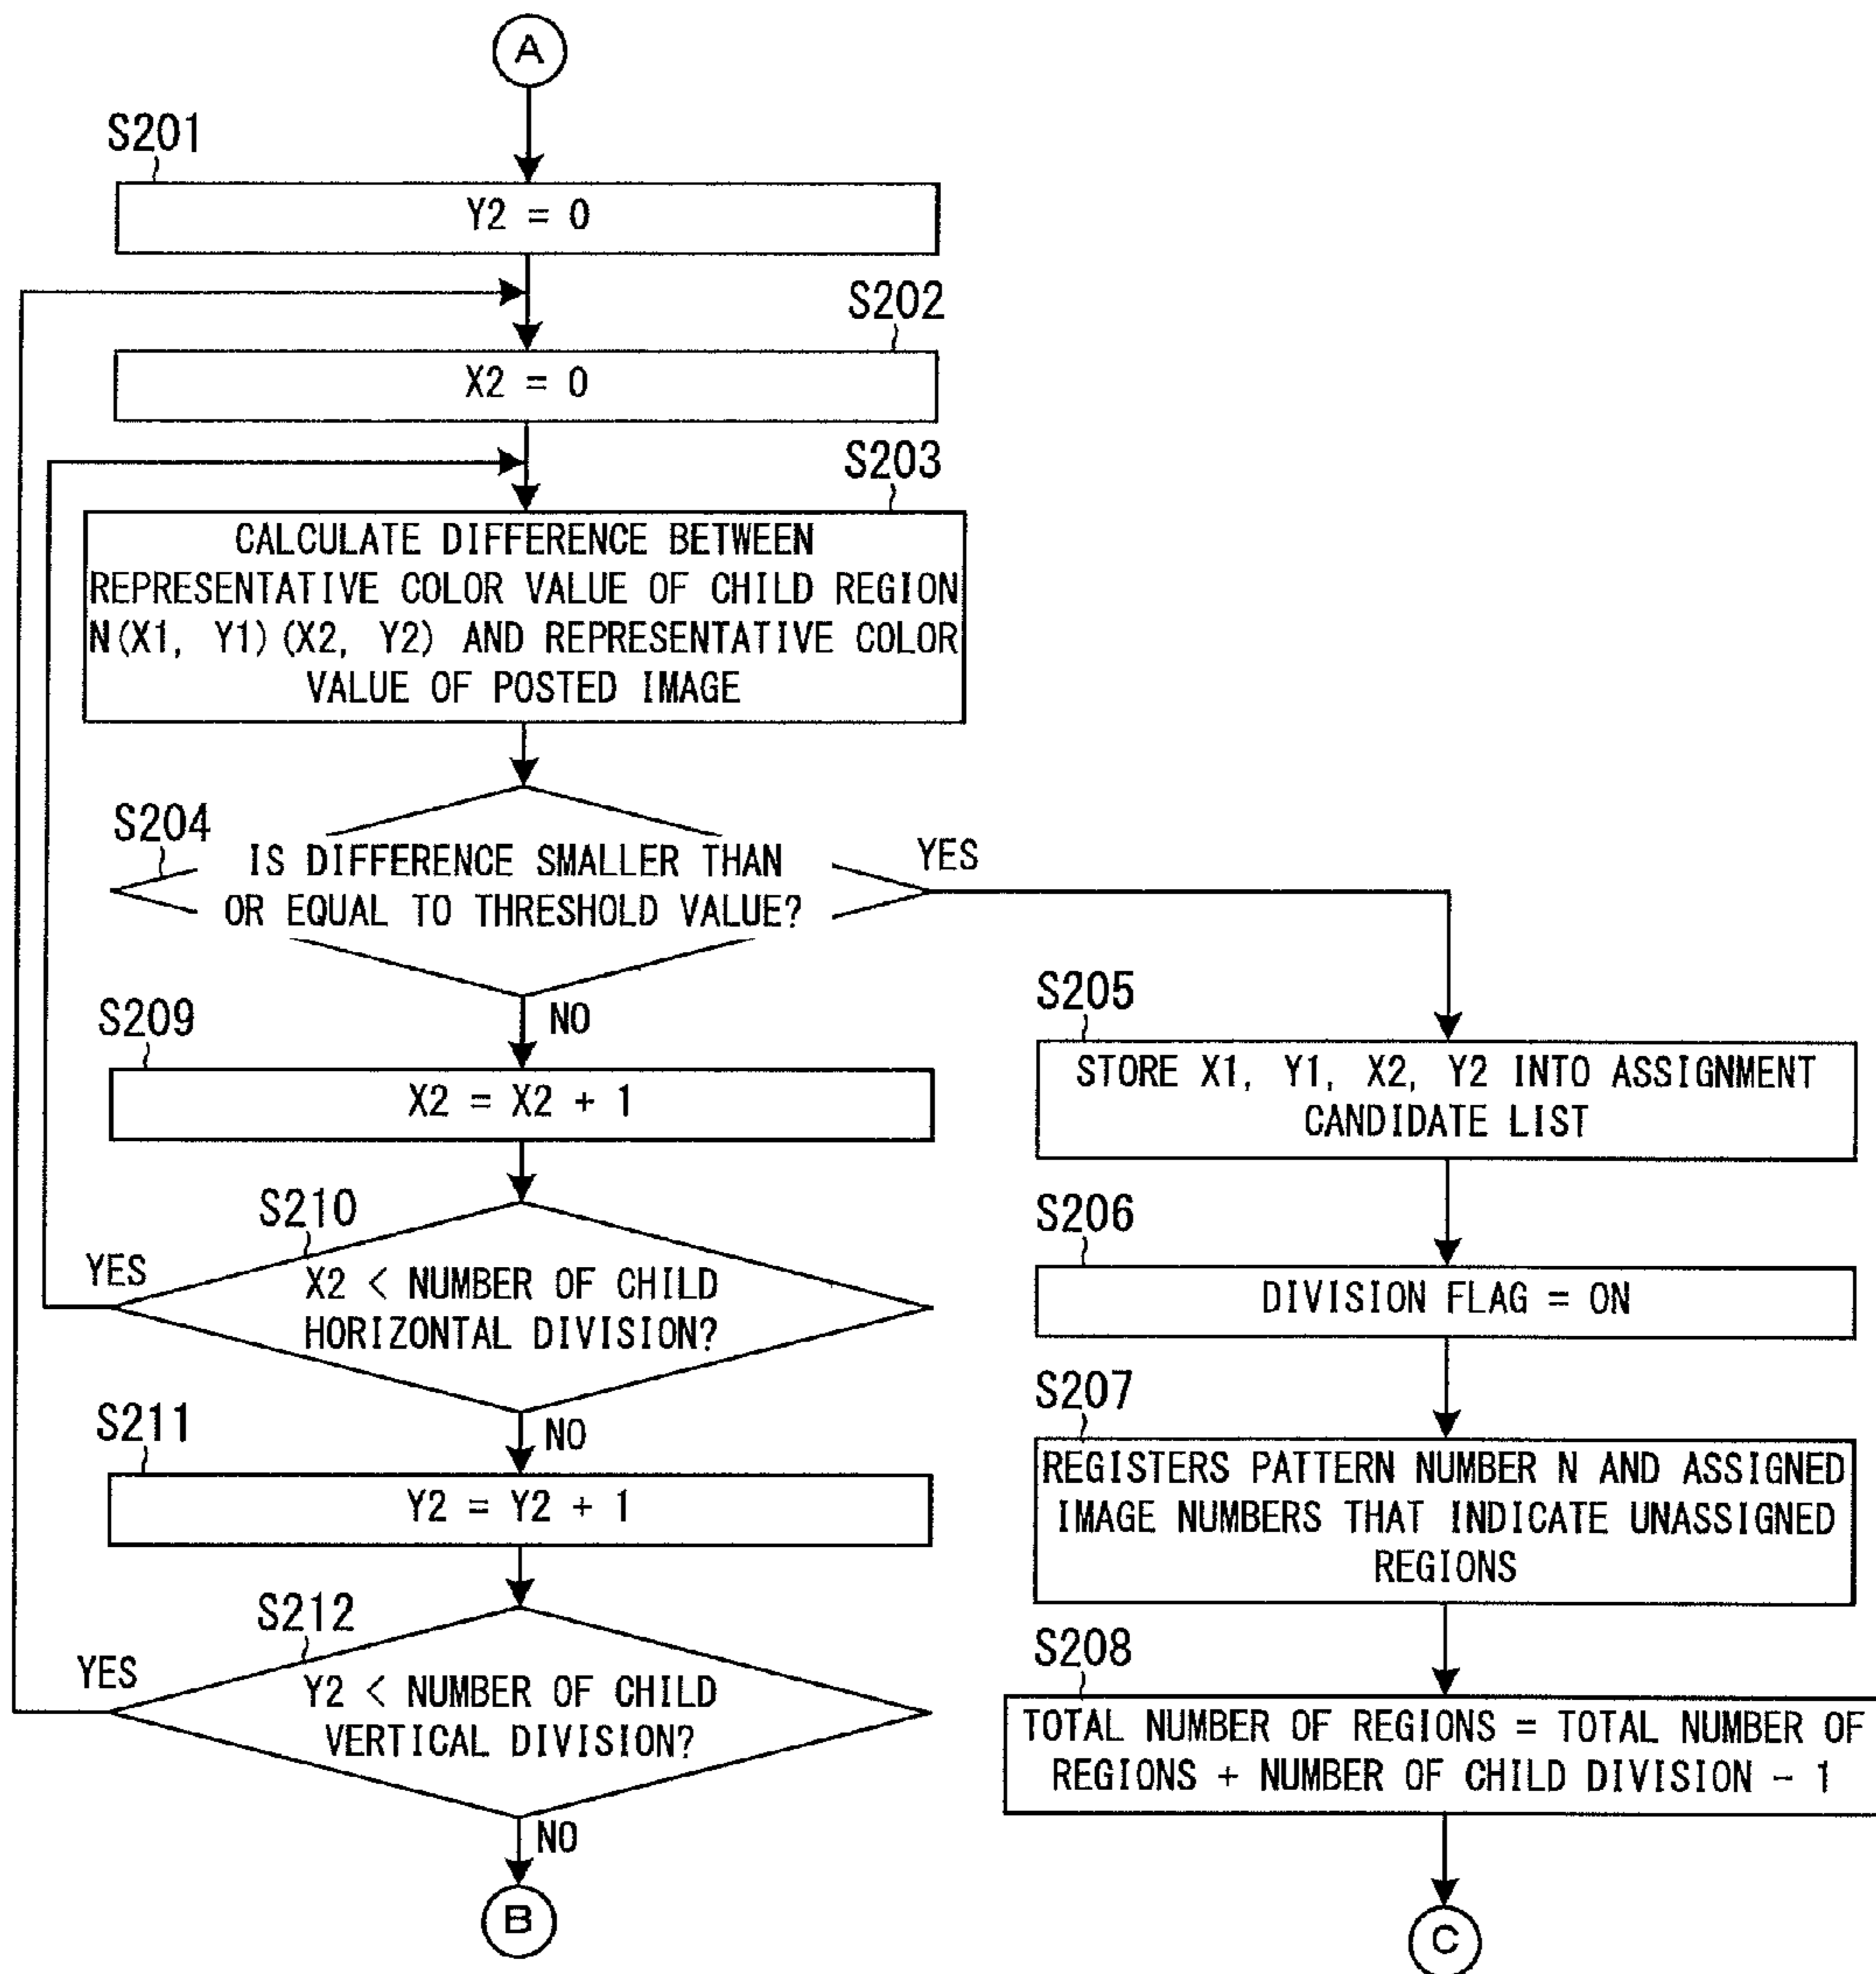 A
S201
Y2 = 0
S202
X2 = 0
S203
CALCULATE DIFFERENCE BETWEEN
REPRESENTATIVE COLOR VALUE OF CHILD REGION
N(X1, Y1)(X2, Y2) AND REPRESENTATIVE COLOR
VALUE OF POSTED IMAGE
S204
IS DIFFERENCE SMALLER THAN
OR EQUAL TO THRESHOLD VALUE?
YES
NO
S205
STORE X1, Y1, X2, Y2 INTO ASSIGNMENT
CANDIDATE LIST
S206
DIVISION FLAG = ON
S207
REGISTERS PATTERN NUMBER N AND ASSIGNED
IMAGE NUMBERS THAT INDICATE UNASSIGNED
REGIONS
S208
TOTAL NUMBER OF REGIONS = TOTAL NUMBER OF
REGIONS + NUMBER OF CHILD DIVISION - 1
C
S209
X2 = X2 + 1
S210
X2 < NUMBER OF CHILD
HORIZONTAL DIVISION?
YES
NO
S211
Y2 = Y2 + 1
S212
Y2 < NUMBER OF CHILD
VERTICAL DIVISION?
YES
NO
B